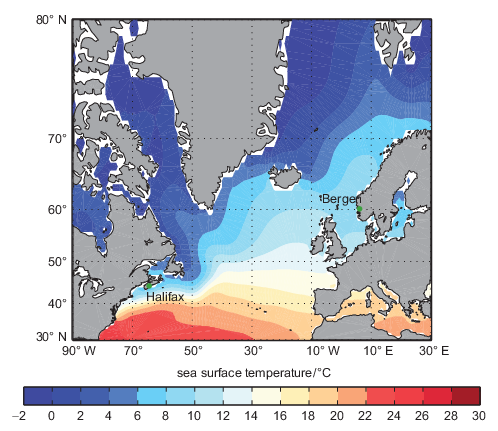 80° N
70°
60°
50°
40°
30° N
Bergen
Halifax
90° W 70° 50° 30° 10° W 10° E 30° E
sea surface temperature/°C
–2 0 2 4 6 8 10 12 14 16 18 20 22 24 26 28 30